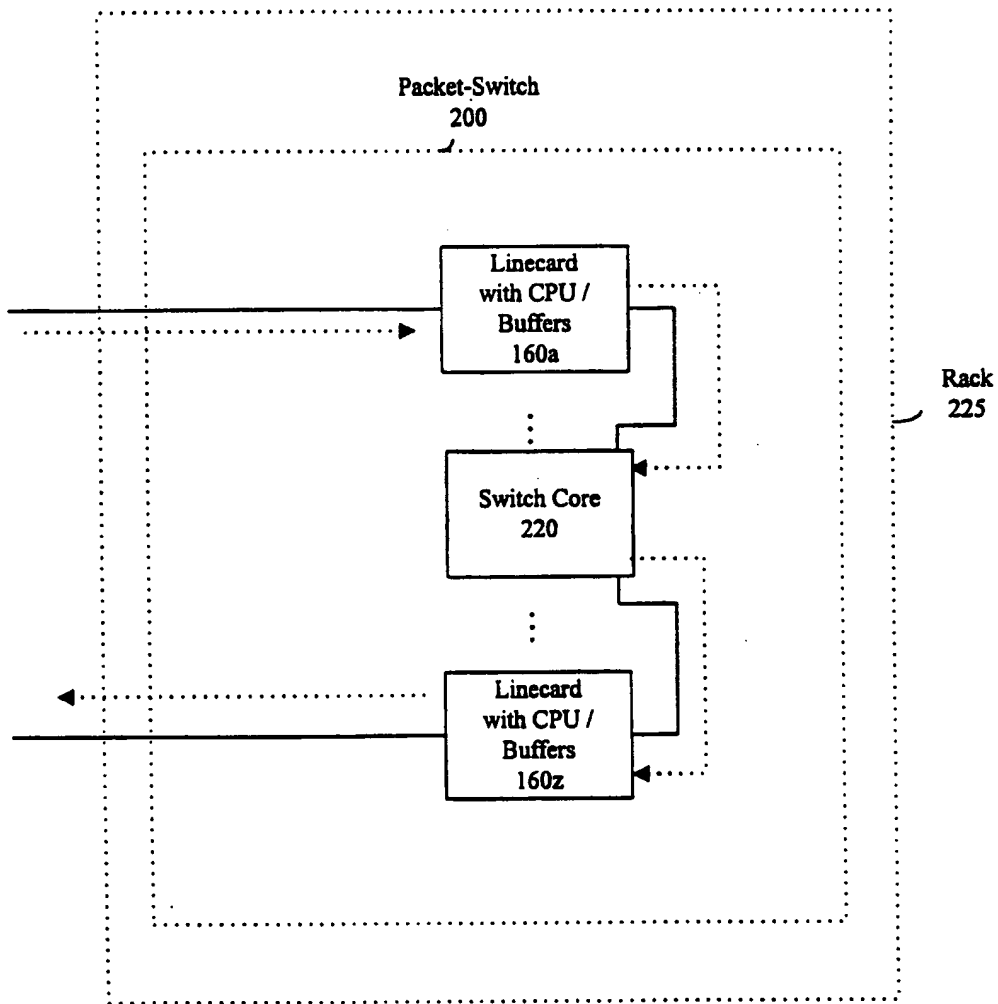 Packet-Switch
200
Linecard
with CPU /
Buffers
160a
Rack
225
Switch Core
220
Linecard
with CPU /
Buffers
160z